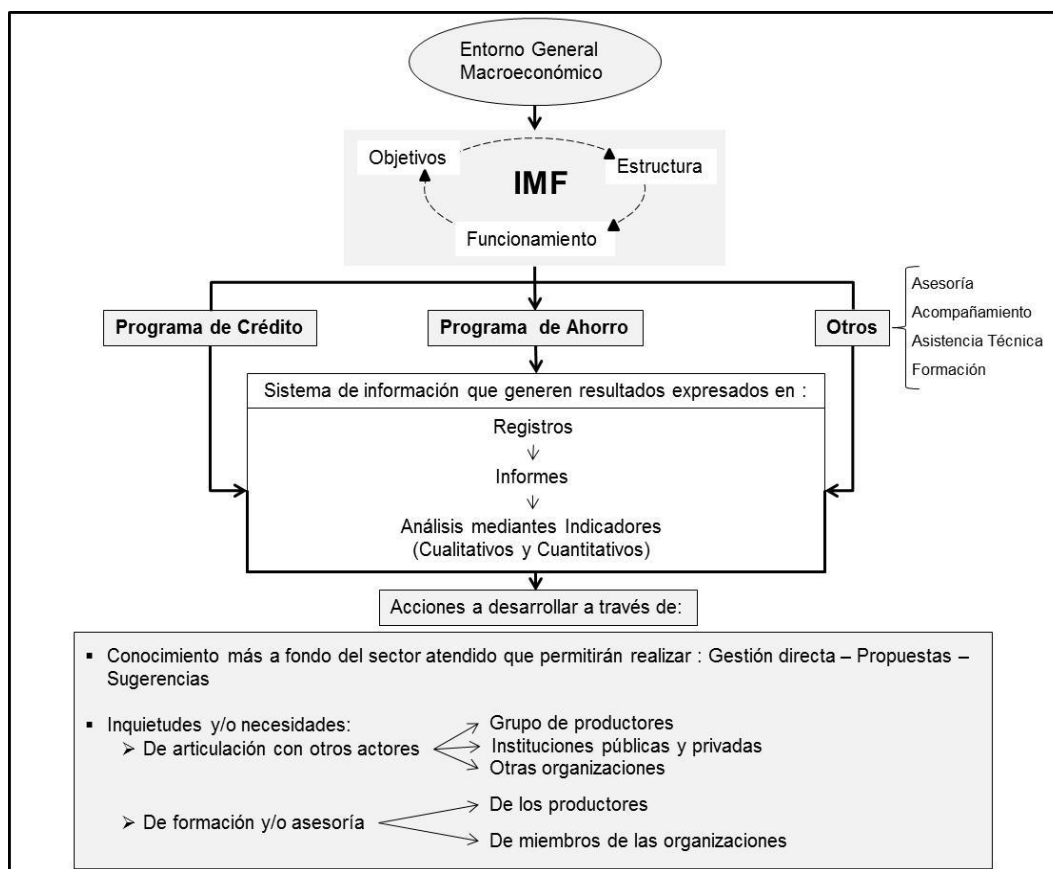 Entorno General
Macroeconómico
Objetivos
Estructura
IMF
Funcionamiento
Programa de Crédito
Programa de Ahorro
Otros
Asesoría
Acompañamiento
Asistencia Técnica
Formación
Sistema de información que generen resultados expresados en :
Registros
Informes
Análisis mediantes Indicadores
(Cualitativos y Cuantitativos)
Acciones a desarrollar a través de:
▪ Conocimiento más a fondo del sector atendido que permitirán realizar : Gestión directa – Propuestas –
Sugerencias
▪ Inquietudes y/o necesidades:
➢ De articulación con otros actores
Grupo de productores
Instituciones públicas y privadas
Otras organizaciones
➢ De formación y/o asesoría
De los productores
De miembros de las organizaciones